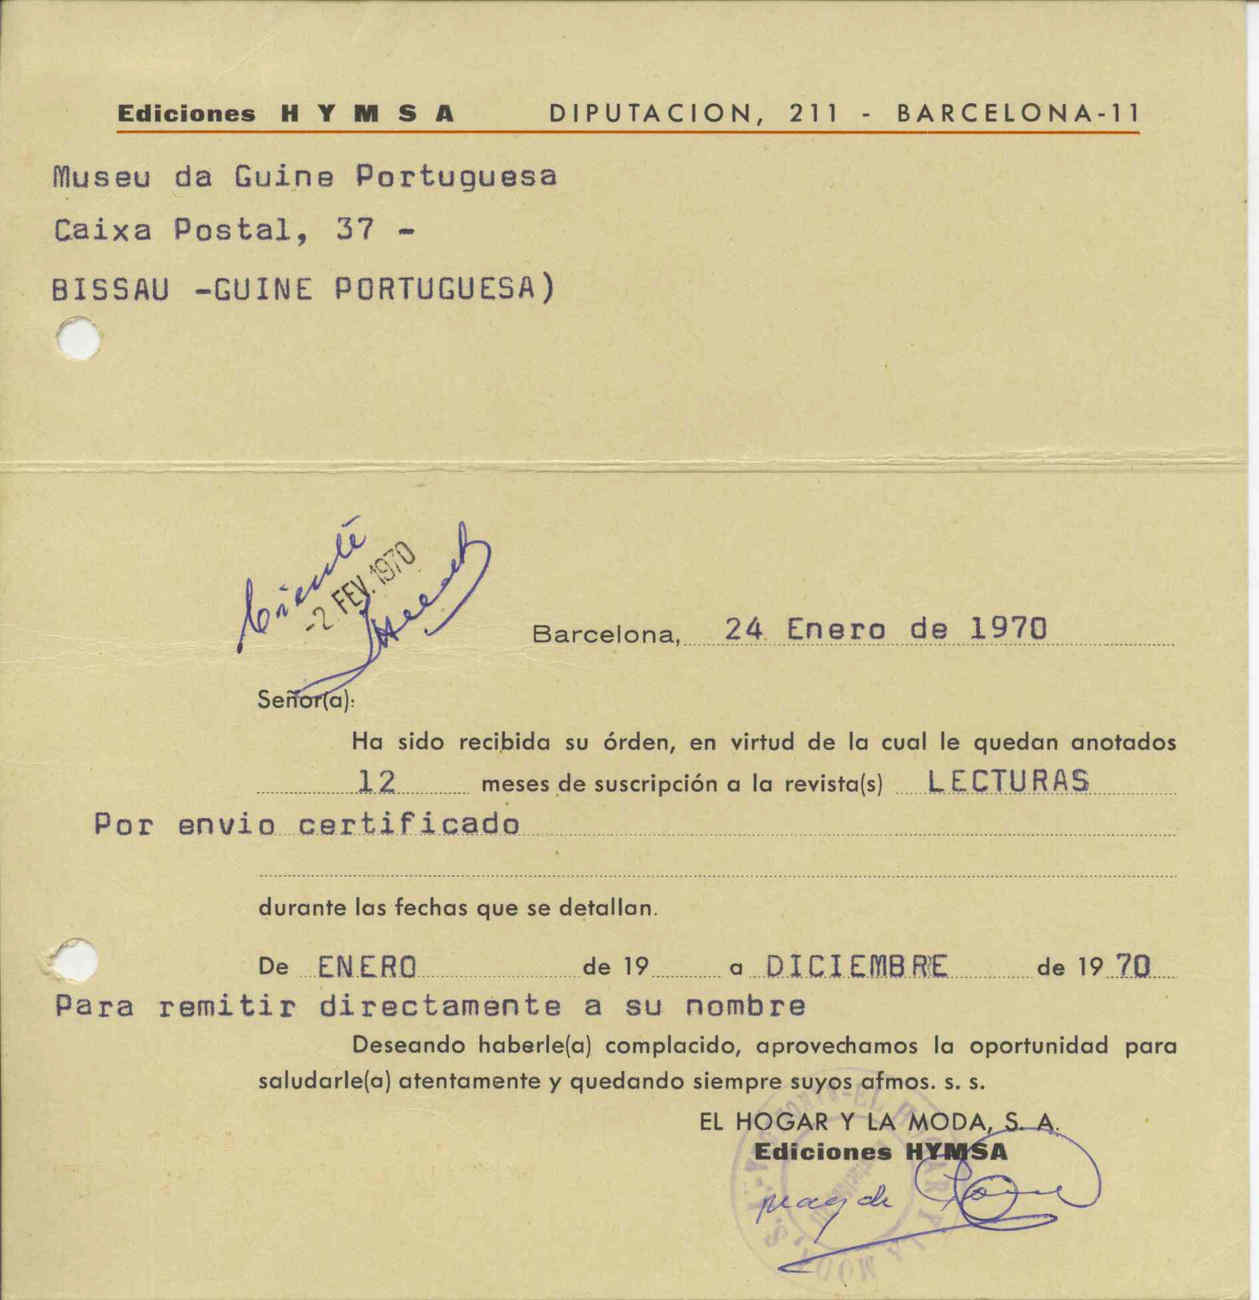 Ediciones HYMSA DIPUTACION, 211 - BARCELONA-11
Museu da Guine Portuguesa
Caixa Postal, 37 -
BISSAU -GUINE PORTUGUESA)
-2 FEV. 1970
Barcelona, 24 Enero de 1970
Señor(a):
Ha sido recibida su órden, en virtud de la cual le quedan anotados
12 meses de suscripción a la revista(s) LECTURAS
Por envio certificado
durante las fechas que se detallan.
De ENERO de 19 a DICIEMBRE de 19 70
Para remitir directamente a su nombre
Deseando haberle(a) complacido, aprovechamos la oportunidad para
saludarle(a) atentamente y quedando siempre suyos afmos. s. s.
EL HOGAR Y LA MODA, S. A.
Ediciones HYMSA